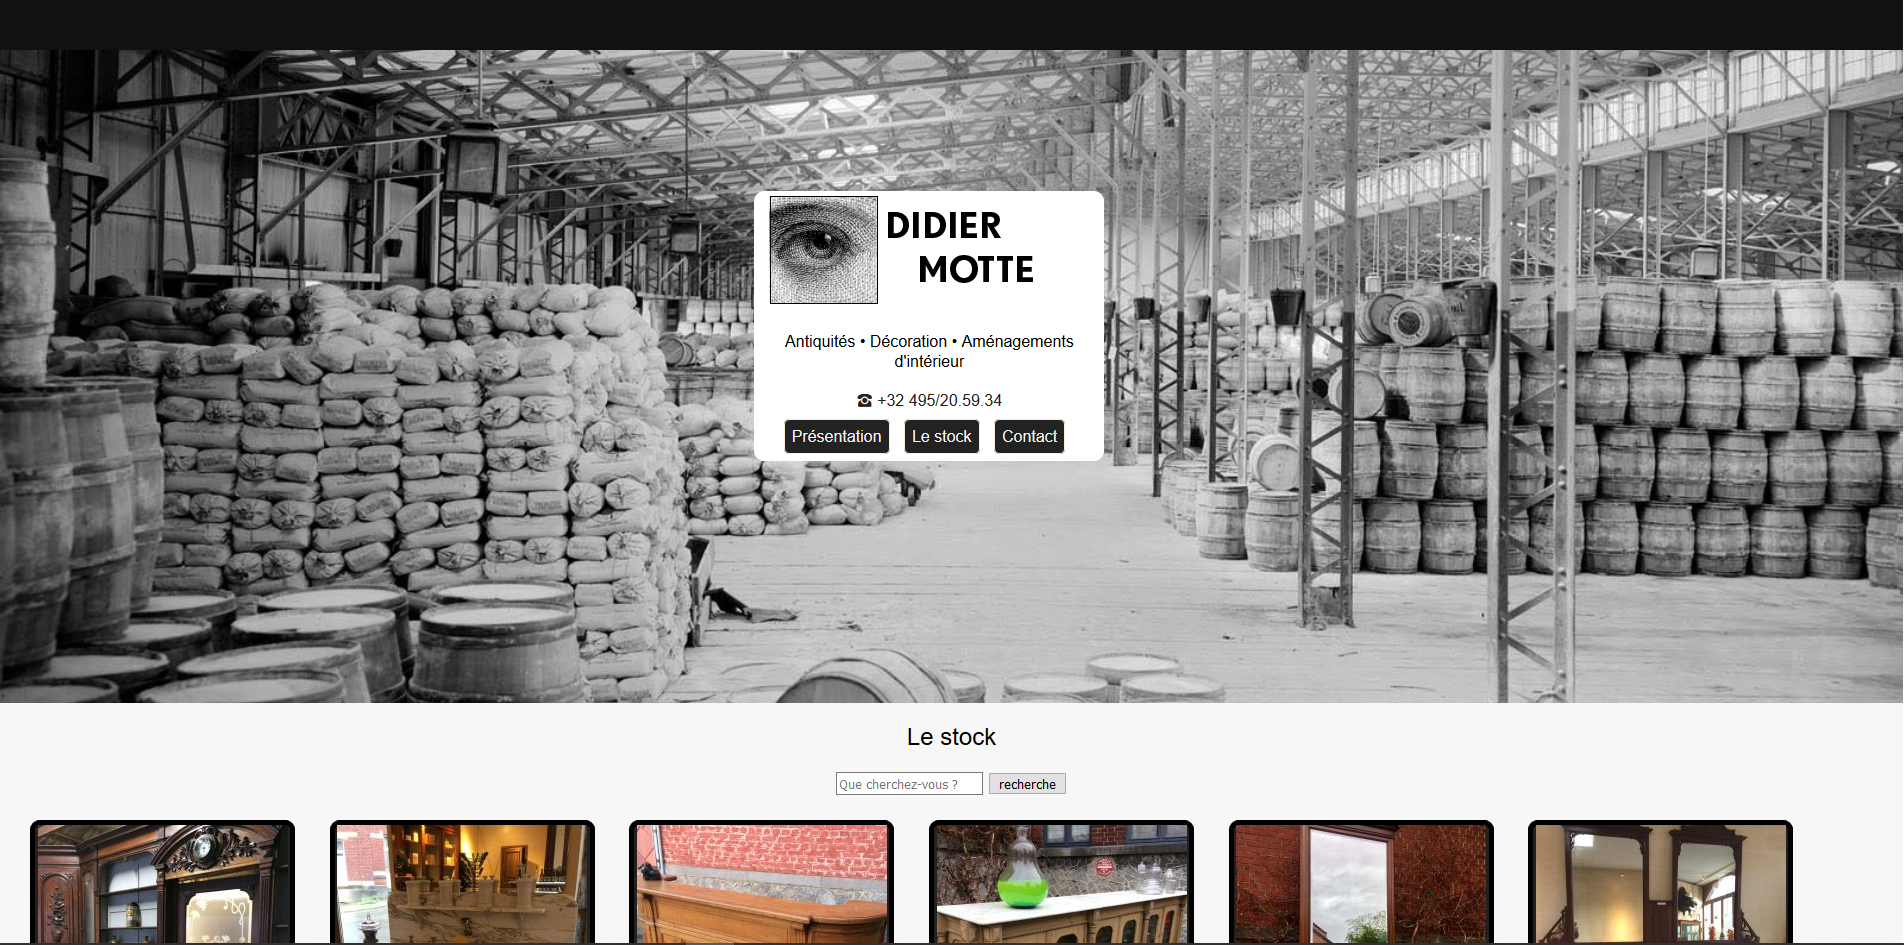 DIDIER
MOTTE
Antiquités • Décoration • Aménagements
d'intérieur
☎ +32 495/20.59.34
Présentation Le stock Contact
Le stock
Que cherchez-vous ? recherche